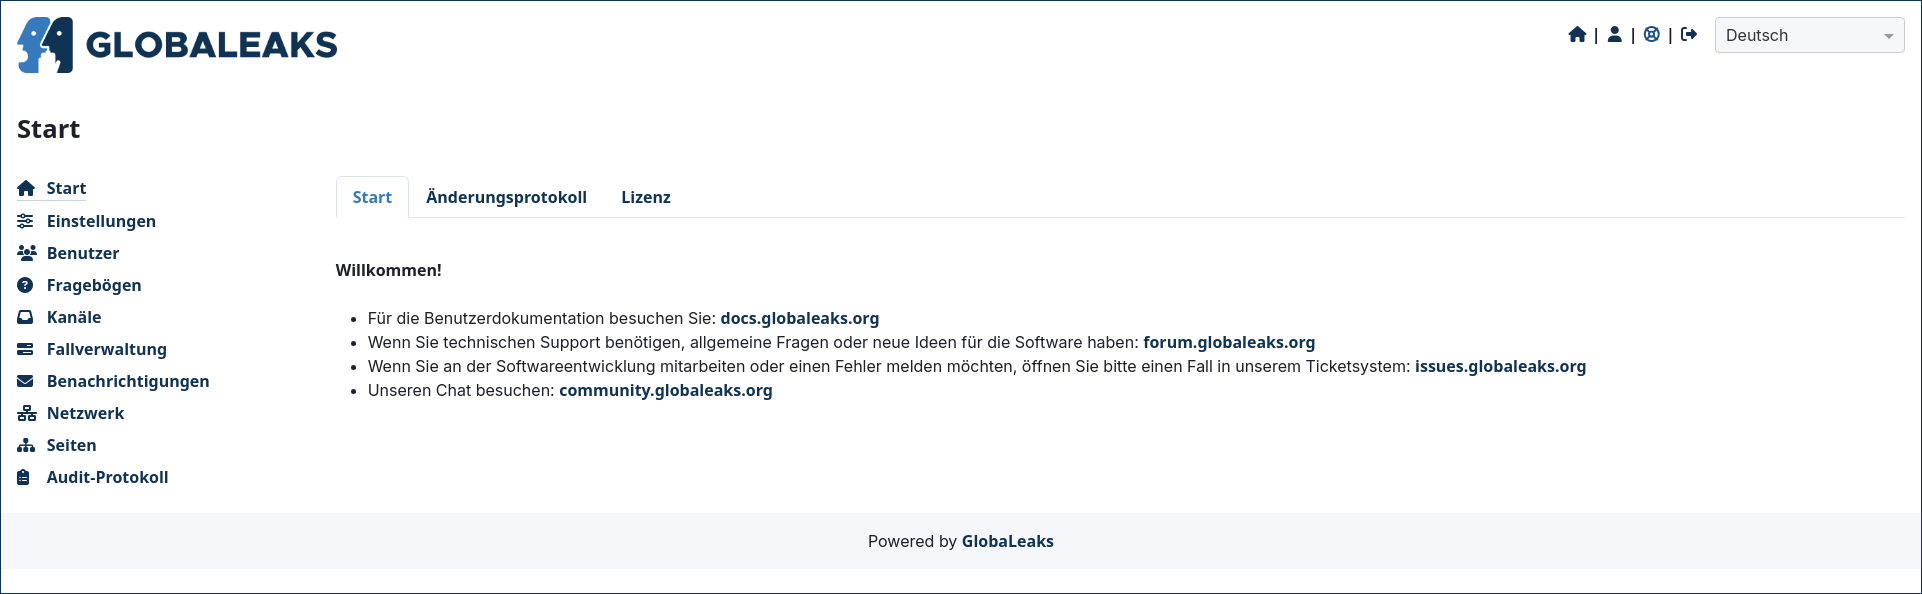 GLOBALEAKS
| | | Deutsch
Start
Start
Einstellungen
Benutzer
Fragebögen
Kanäle
Fallverwaltung
Benachrichtigungen
Netzwerk
Seiten
Audit-Protokoll
Start Änderungsprotokoll Lizenz
Willkommen!
• Für die Benutzerdokumentation besuchen Sie: docs.globaleaks.org
• Wenn Sie technischen Support benötigen, allgemeine Fragen oder neue Ideen für die Software haben: forum.globaleaks.org
• Wenn Sie an der Softwareentwicklung mitarbeiten oder einen Fehler melden möchten, öffnen Sie bitte einen Fall in unserem Ticketsystem: issues.globaleaks.org
• Unseren Chat besuchen: community.globaleaks.org
Powered by GlobaLeaks